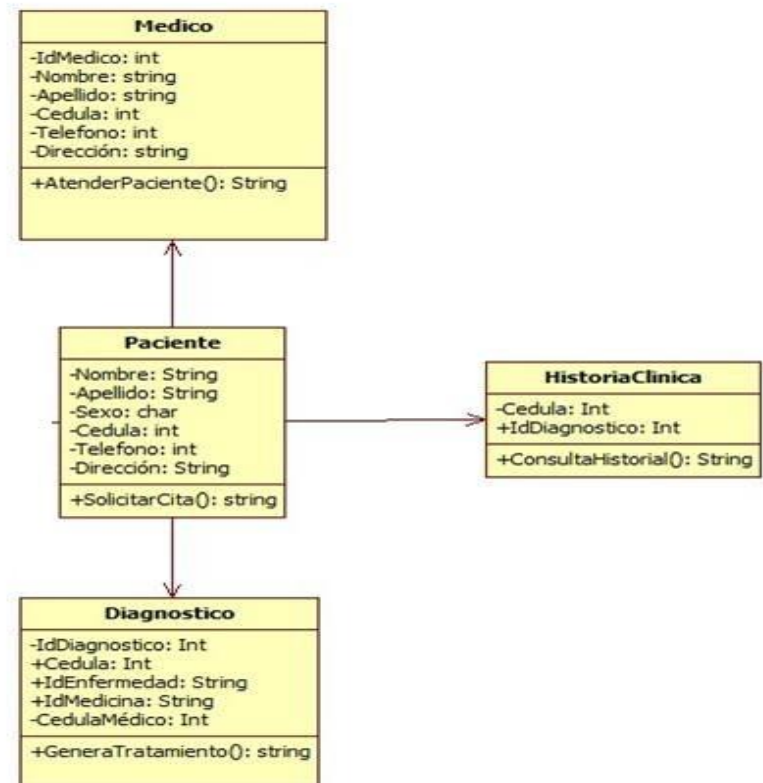 Medico
-IdMedico: int
-Nombre: string
-Apellido: string
-Cedula: int
-Telefono: int
-Dirección: string
+AtenderPaciente(): String
Paciente
-Nombre: String
-Apellido: String
-Sexo: char
-Cedula: int
-Telefono: int
-Dirección: String
+SolicitarCita(): string
HistoriaClinica
-Cedula: Int
+IdDiagnostico: Int
+ConsultaHistorial(): String
Diagnostico
-IdDiagnostico: Int
+Cedula: Int
+IdEnfermedad: String
+IdMedicina: String
-CedulaMédico: Int
+GeneraTratamiento(): string